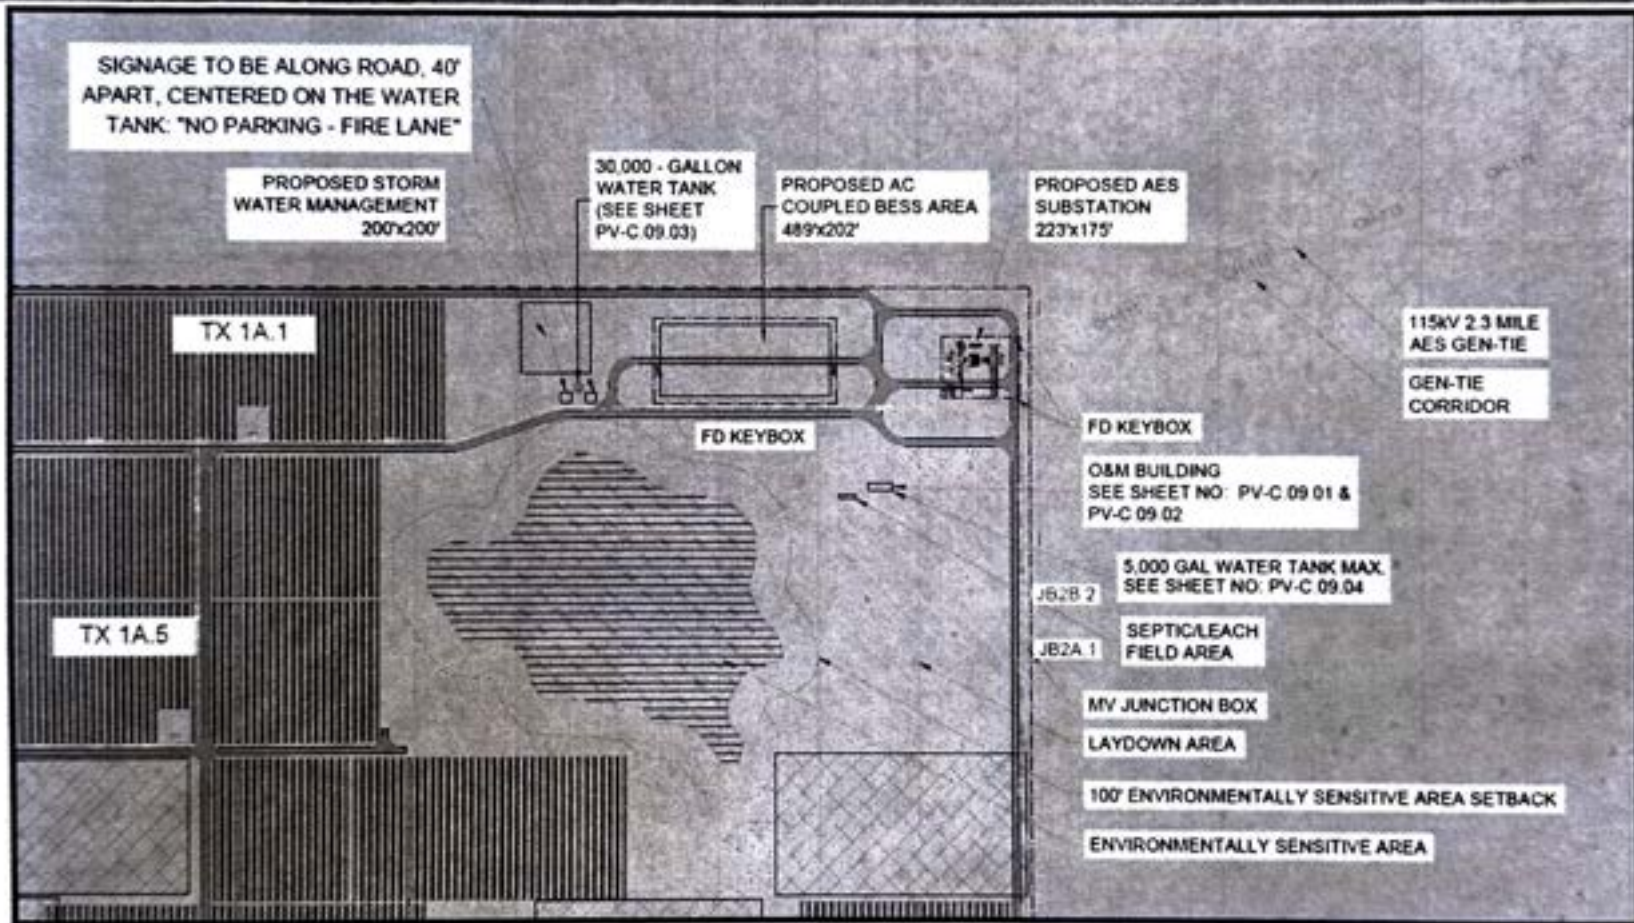 SIGNAGE TO BE ALONG ROAD, 40'
APART, CENTERED ON THE WATER
TANK: "NO PARKING - FIRE LANE"
PROPOSED STORM
WATER MANAGEMENT
200'x200'
30,000 - GALLON
WATER TANK
(SEE SHEET
PV-C.09.03)
PROPOSED AC
COUPLED BESS AREA
489'x202'
PROPOSED AES
SUBSTATION
223'x175'
115kV 2.3 MILE
AES GEN-TIE
GEN-TIE
CORRIDOR
TX 1A.1
FD KEYBOX
FD KEYBOX
O&M BUILDING
SEE SHEET NO: PV-C.09.01 &
PV-C.09.02
5,000 GAL WATER TANK MAX.
SEE SHEET NO: PV-C.09.04
JB2B.2
TX 1A.5
SEPTIC/LEACH
FIELD AREA
JB2A.1
MV JUNCTION BOX
LAYDOWN AREA
100' ENVIRONMENTALLY SENSITIVE AREA SETBACK
ENVIRONMENTALLY SENSITIVE AREA